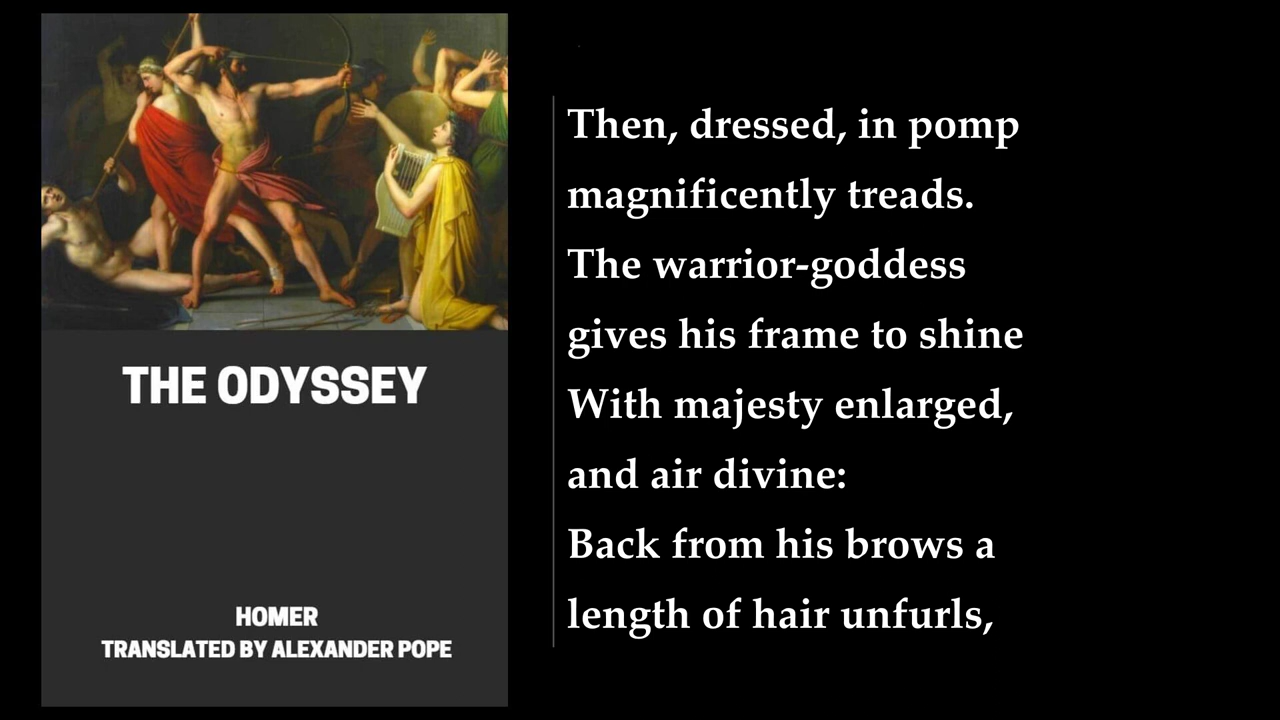 THE ODYSSEY
HOMER
TRANSLATED BY ALEXANDER POPE
Then, dressed, in pomp
magnificently treads.
The warrior-goddess
gives his frame to shine
With majesty enlarged,
and air divine:
Back from his brows a
length of hair unfurls,